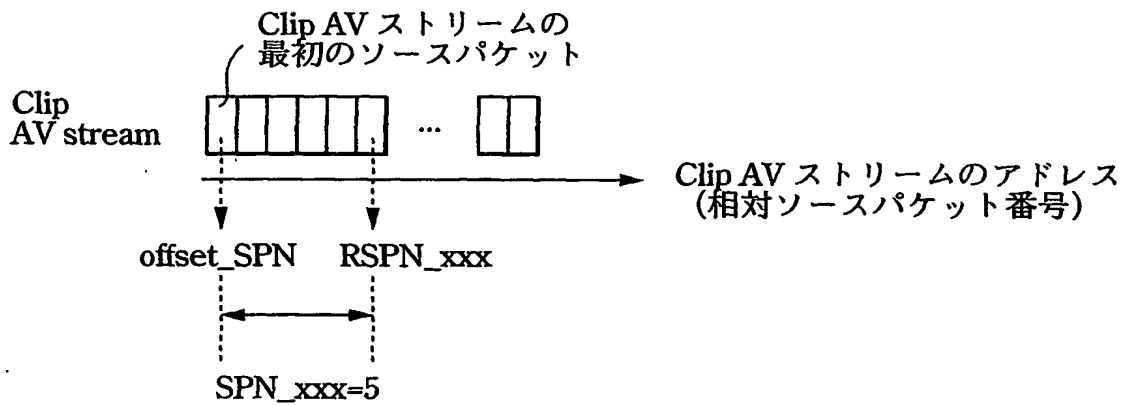 Clip AV ストリームの
最初のソースパケット
Clip
AV stream
...
Clip AV ストリームのアドレス
(相対ソースパケット番号)
offset_SPN
RSPN_xxx
SPN_xxx=5